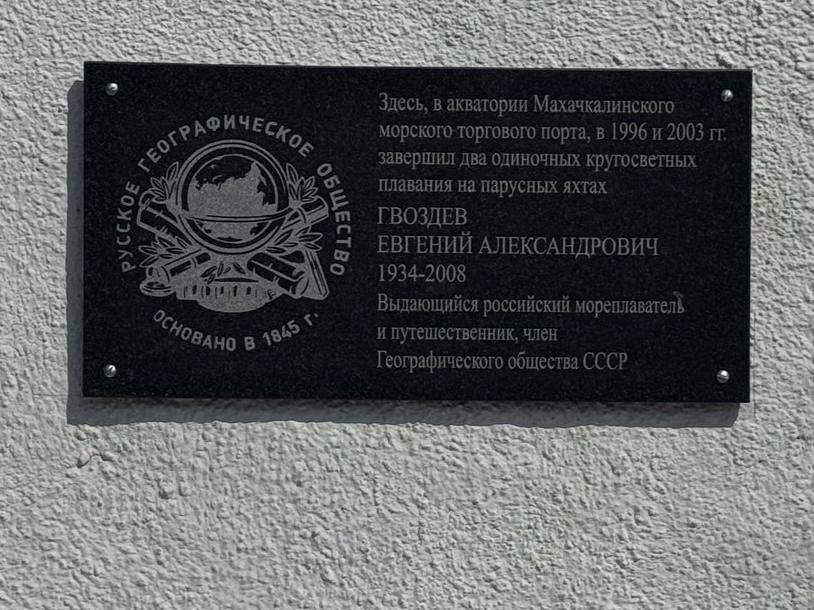 РУССКОЕ ГЕОГРАФИЧЕСКОЕ ОБЩЕСТВО
ОСНОВАНО В 1845 г.
Здесь, в акватории Махачкалинского
морского торгового порта, в 1996 и 2003 гг.
завершил два одиночных кругосветных
плавания на парусных яхтах
ГВОЗДЕВ
ЕВГЕНИЙ АЛЕКСАНДРОВИЧ
1934-2008
Выдающийся российский мореплаватель
и путешественник, член
Географического общества СССР